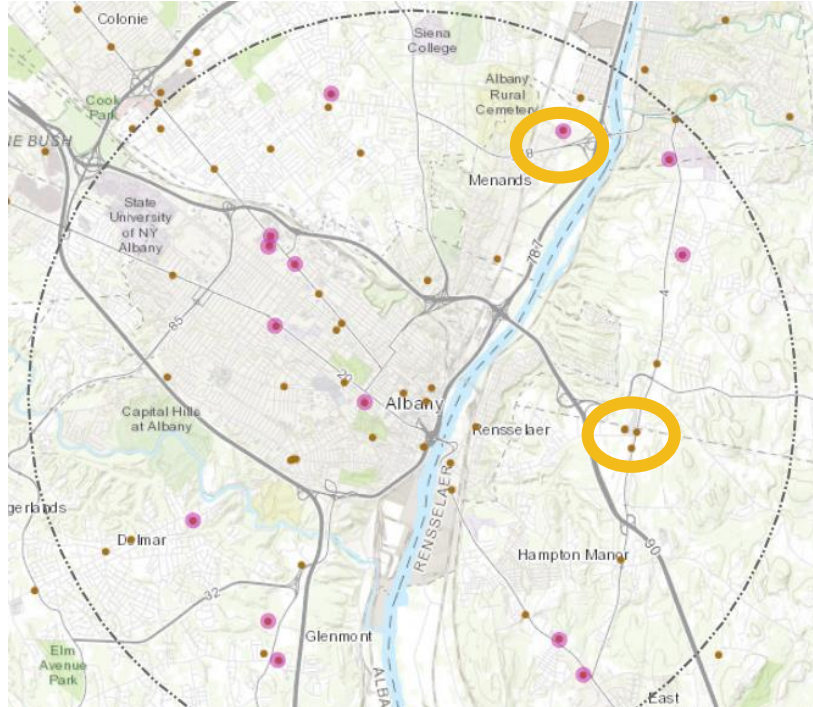 Colonie
Siena
College
Albany
Rural
Cemetery
Cook
Park
IE BUSH
8
Menands
State
University
of NY
Albany
787
4
85
20
Capital Hills
at Albany
Albany
Rensselaer
gerlands
Delmar
RENSSELAER
Hampton Manor
90
32
Glenmont
Elm
Avenue
Park
ALBA
East